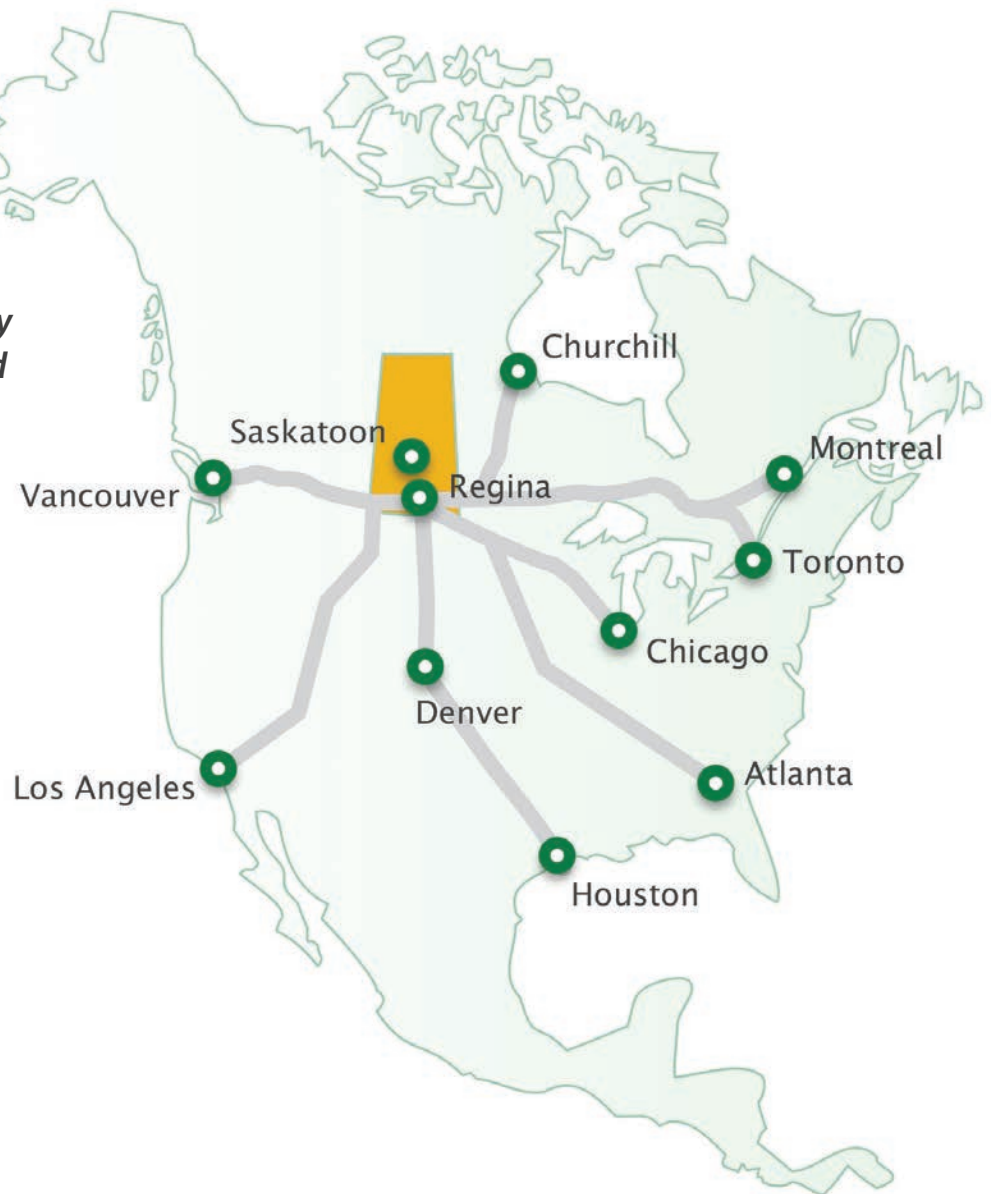 Churchill
Saskatoon
Montreal
Vancouver
Regina
Toronto
Chicago
Denver
Los Angeles
Atlanta
Houston